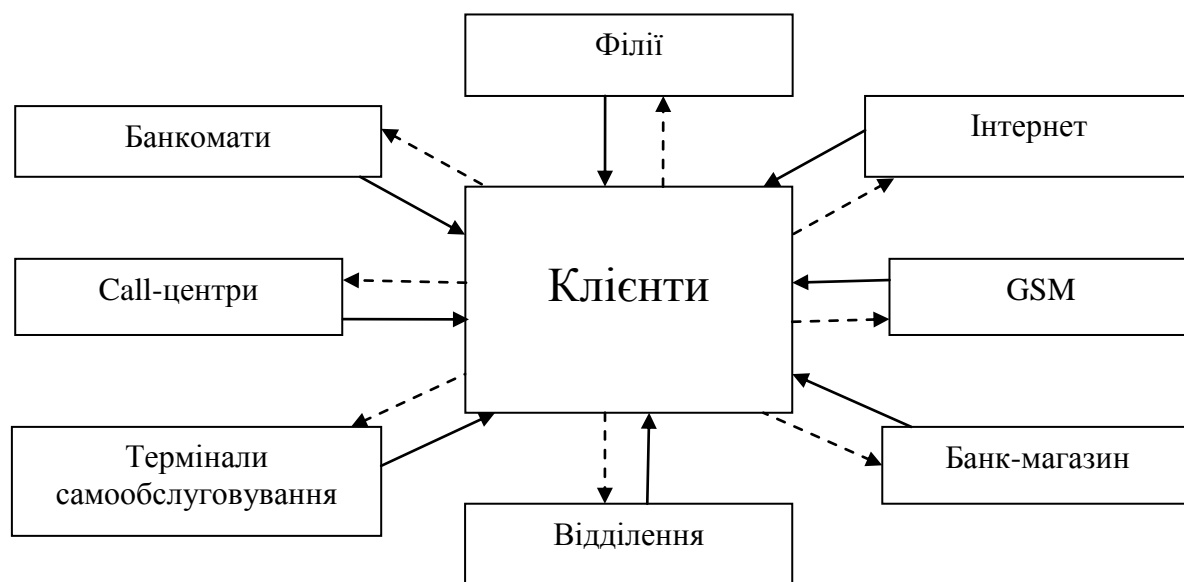 Філії
Банкомати
Інтернет
Клієнти
Call-центри
GSM
Термінали
самообслуговування
Банк-магазин
Відділення